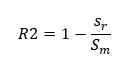 R2 = 1 − s_r / S_m